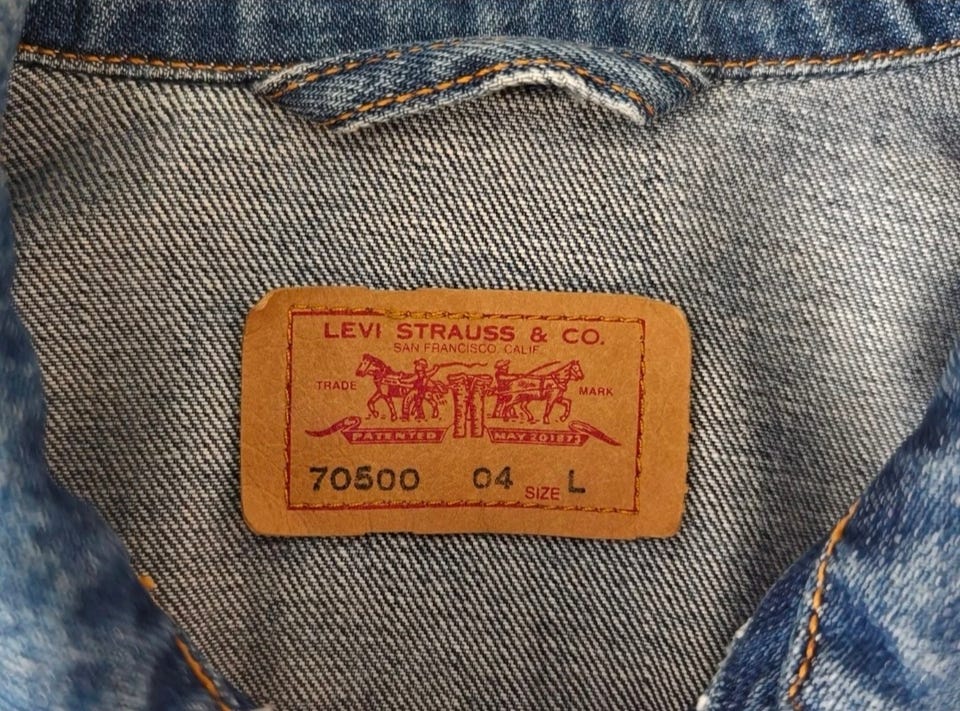 LEVI STRAUSS & CO.
SAN FRANCISCO, CALIF.
TRADE MARK
PATENTED MAY 20 1873
70500 04 SIZE L